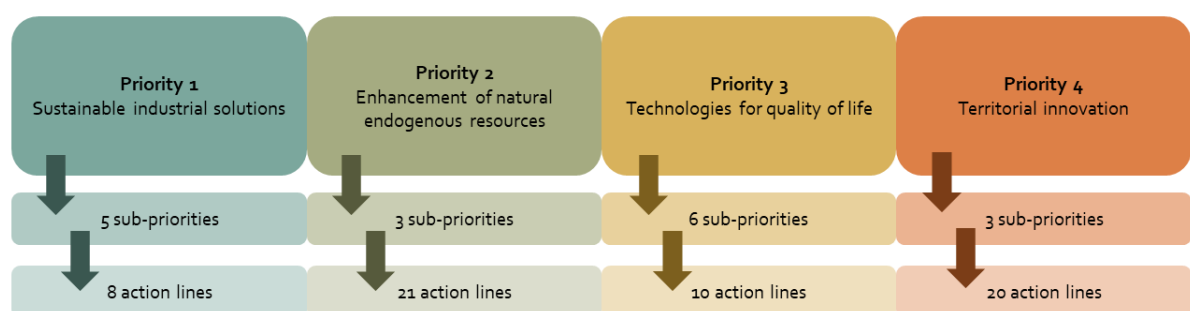 Priority 1
Sustainable industrial solutions
Priority 2
Enhancement of natural
endogenous resources
Priority 3
Technologies for quality of life
Priority 4
Territorial innovation
5 sub-priorities
3 sub-priorities
6 sub-priorities
3 sub-priorities
8 action lines
21 action lines
10 action lines
20 action lines